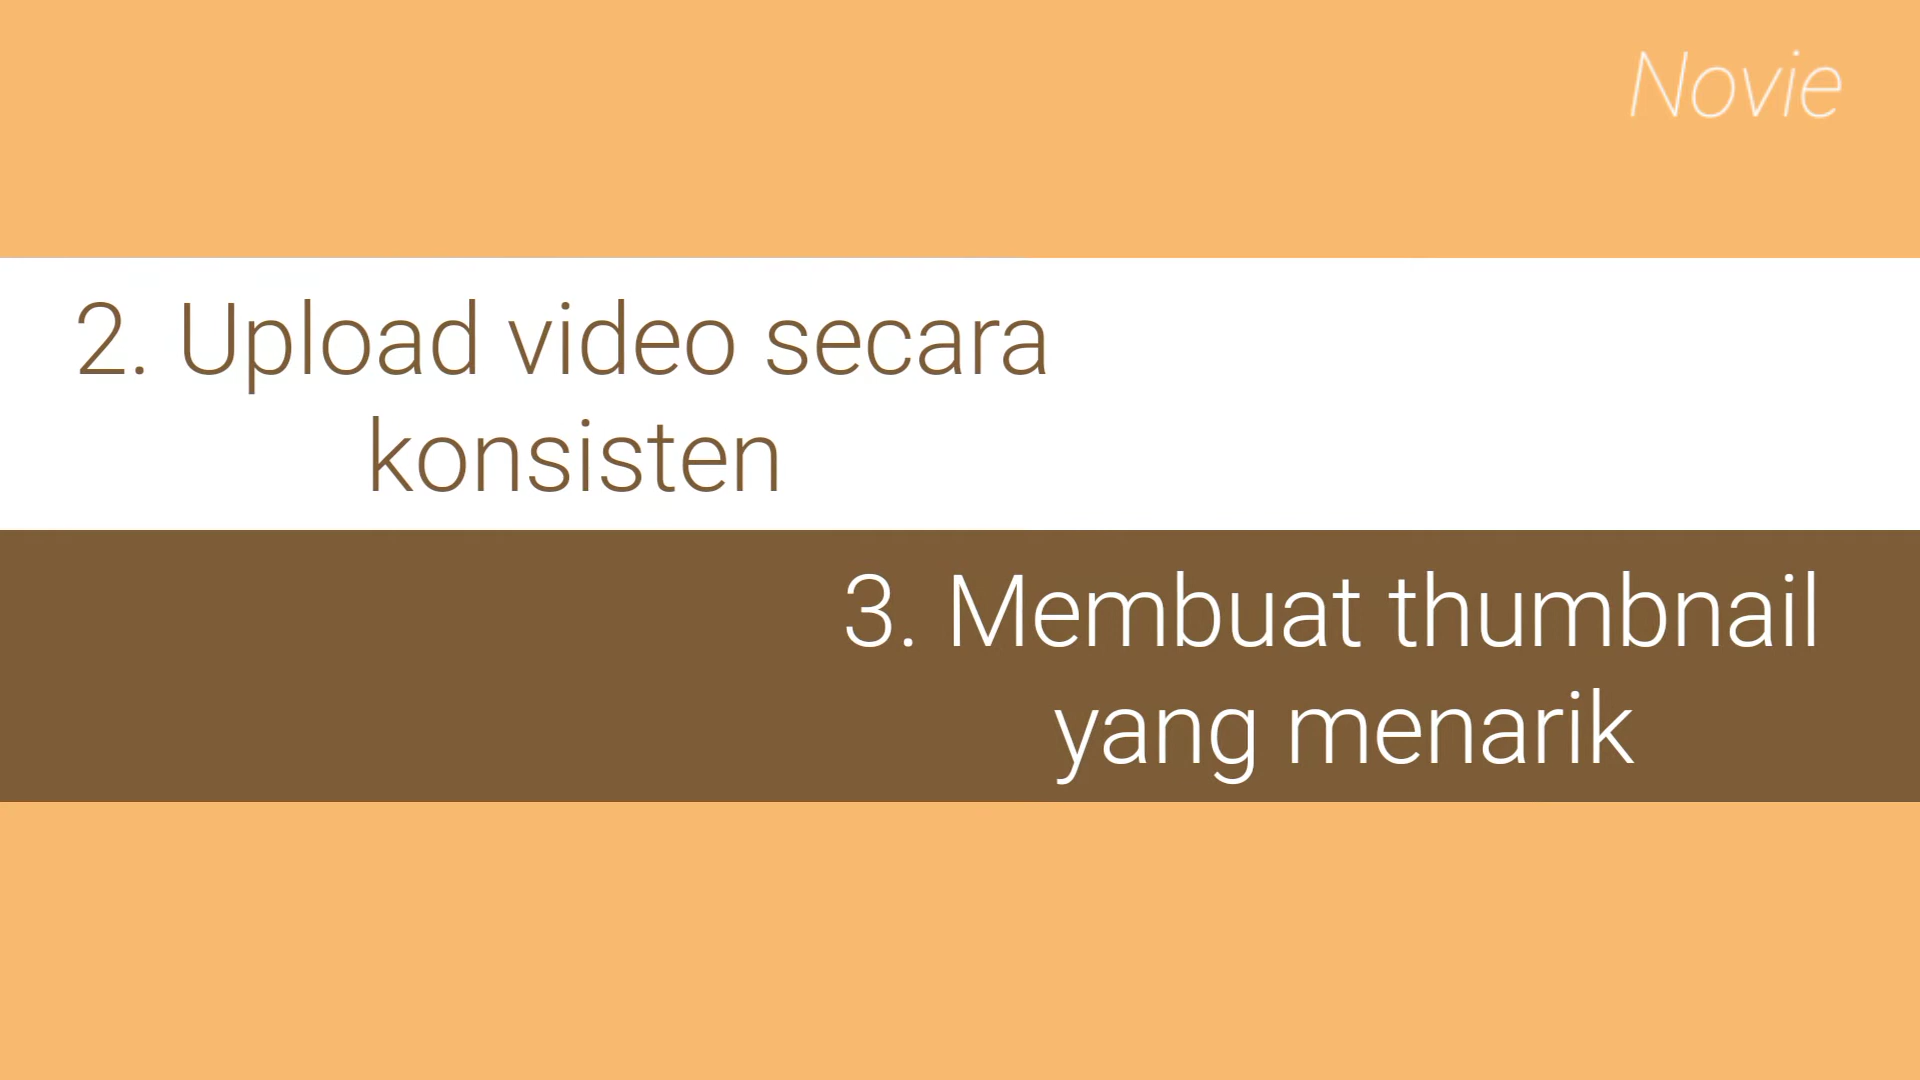 Novie
2. Upload video secara
konsisten
3. Membuat thumbnail
yang menarik